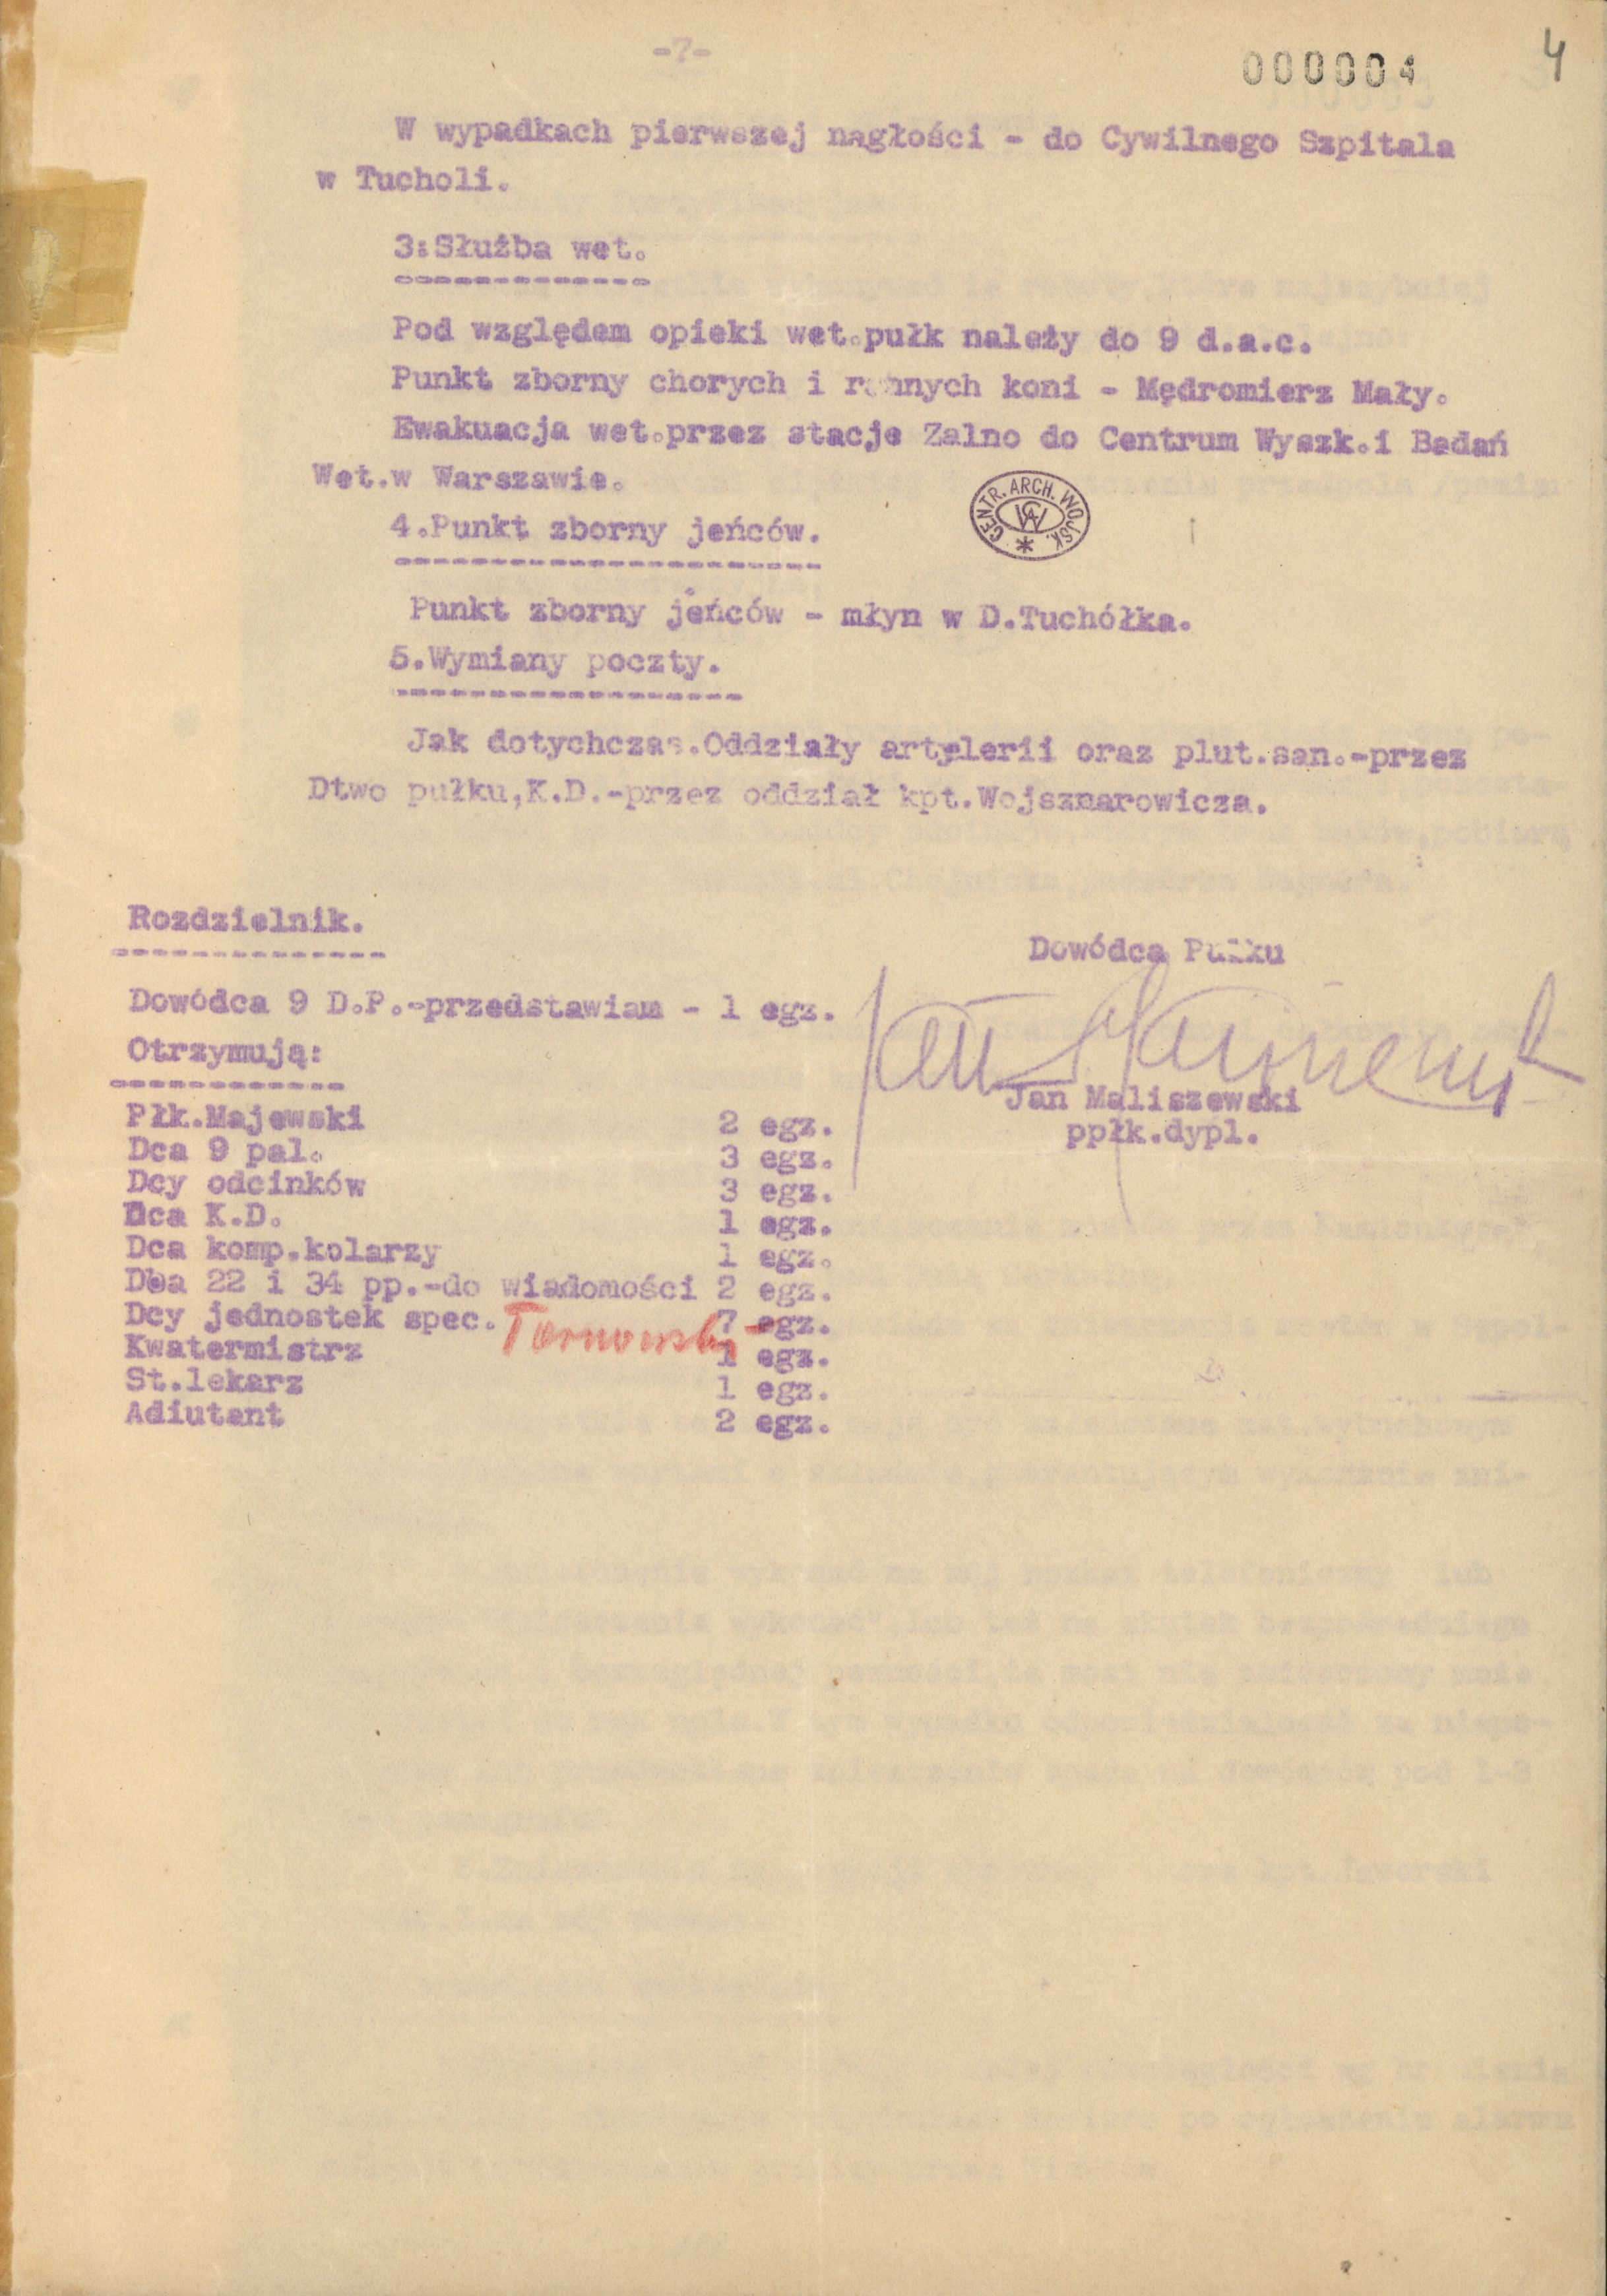 -7-
000004
4
W wypadkach pierwszej nagłości - do Cywilnego Szpitala
w Tucholi.
3:Służba wet.
Pod względem opieki wet.pułk należy do 9 d.a.c.
Punkt zborny chorych i rannych koni - Mędromierz Mały.
Ewakuacja wet.przez stacje Zalno do Centrum Wyszk.i Badań
Wet.w Warszawie.
CENTR. ARCH. WOJSK.
4.Punkt zborny jeńców.
Punkt zborny jeńców - młyn w D.Tuchółka.
5.Wymiany poczty.
Jak dotychczas.Oddziały artylerii oraz plut.san.-przez
Dtwo pułku,K.D.-przez oddział kpt.Wojsznarowicza.
Rozdzielnik.
Dowódca Pułku
Dowódca 9 D.P.-przedstawiam - 1 egz.
Otrzymują:
Jan Maliszewski
ppłk.dypl.
Płk.Majewski 2 egz.
Dca 9 pal. 3 egz.
Dcy odcinków 3 egz.
Dca K.D. 1 egz.
Dca komp.kolarzy 1 egz.
Dca 22 i 34 pp.-do wiadomości 2 egz.
Dcy jednostek spec. 7 egz.
Tarnowski
Kwatermistrz 1 egz.
St.lekarz 1 egz.
Adiutant 2 egz.